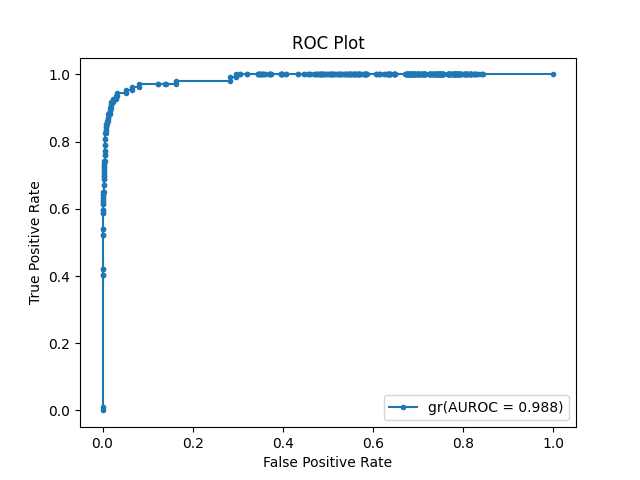 ROC Plot
True Positive Rate
1.0
0.8
0.6
0.4
0.2
0.0
gr(AUROC = 0.988)
0.0 0.2 0.4 0.6 0.8 1.0
False Positive Rate